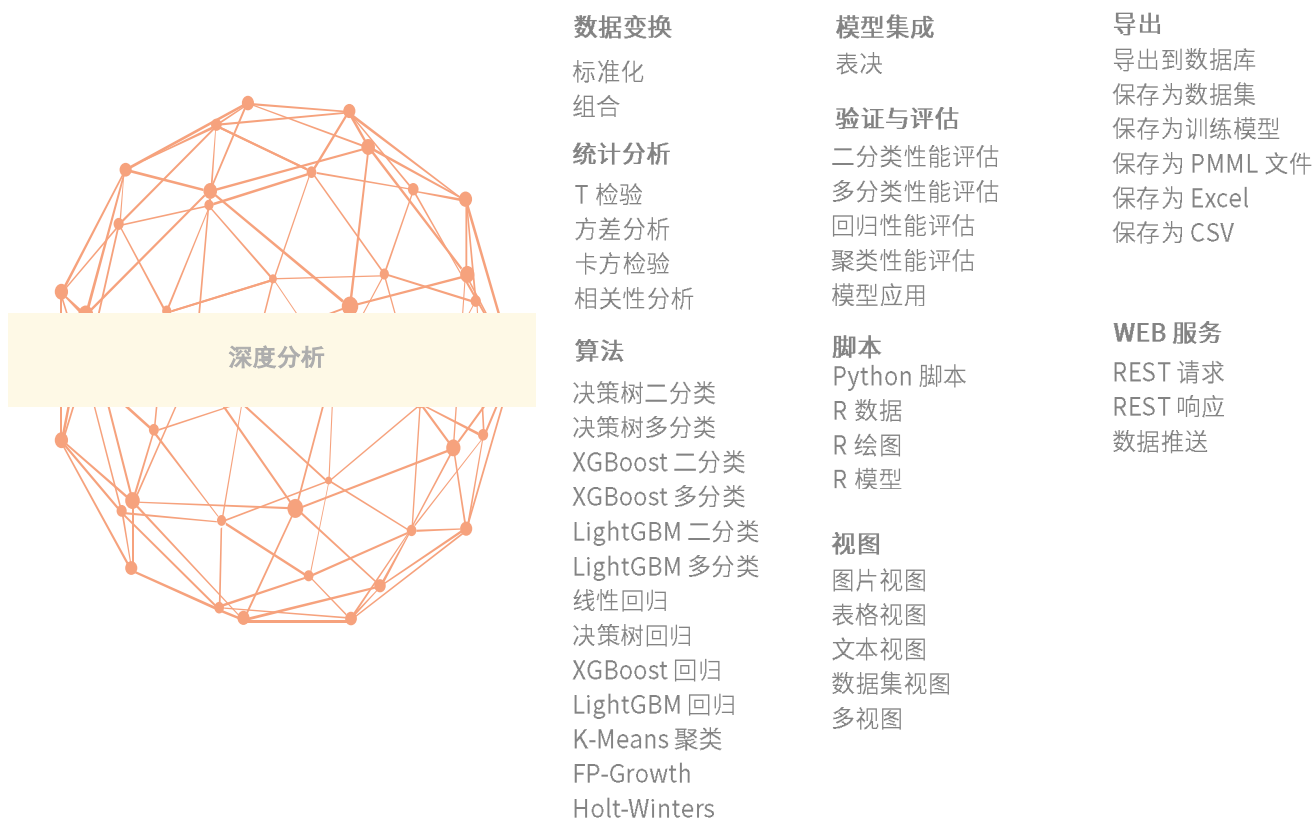 深度分析
数据变换
标准化
组合
统计分析
T 检验
方差分析
卡方检验
相关性分析
算法
决策树二分类
决策树多分类
XGBoost 二分类
XGBoost 多分类
LightGBM 二分类
LightGBM 多分类
线性回归
决策树回归
XGBoost 回归
LightGBM 回归
K-Means 聚类
FP-Growth
Holt-Winters
模型集成
表决
验证与评估
二分类性能评估
多分类性能评估
回归性能评估
聚类性能评估
模型应用
脚本
Python 脚本
R 数据
R 绘图
R 模型
视图
图片视图
表格视图
文本视图
数据集视图
多视图
导出
导出到数据库
保存为数据集
保存为训练模型
保存为 PMML 文件
保存为 Excel
保存为 CSV
WEB 服务
REST 请求
REST 响应
数据推送